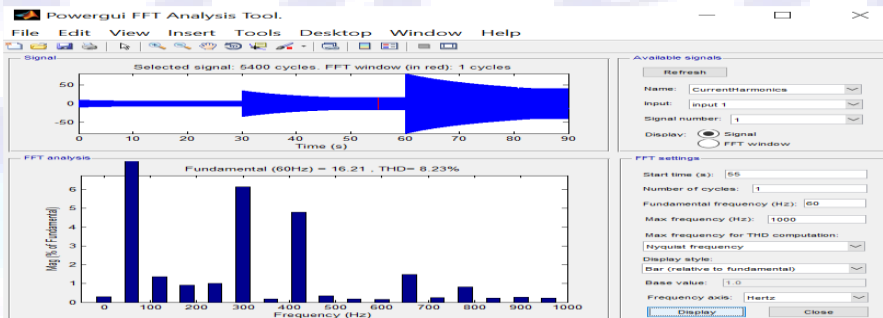 Powergui FFT Analysis Tool.
File Edit View Insert Tools Desktop Window Help
Signal
Selected signal: 5400 cycles. FFT window (in red): 1 cycles
50
0
-50
0 10 20 30 40 50 60 70 80 90
Time (s)
FFT analysis
Fundamental (60Hz) = 16.21 , THD= 8.23%
Mag (% of Fundamental)
6
5
4
3
2
1
0
0 100 200 300 400 500 600 700 800 900 1000
Frequency (Hz)
Available signals
Refresh
Name: CurrentHarmonics
Input: input 1
Signal number: 1
Display: Signal
FFT window
FFT settings
Start time (s): 55
Number of cycles: 1
Fundamental frequency (Hz): 60
Max frequency (Hz): 1000
Max frequency for THD computation:
Nyquist frequency
Display style:
Bar (relative to fundamental)
Base value: 1.0
Frequency axis: Hertz
Display Close